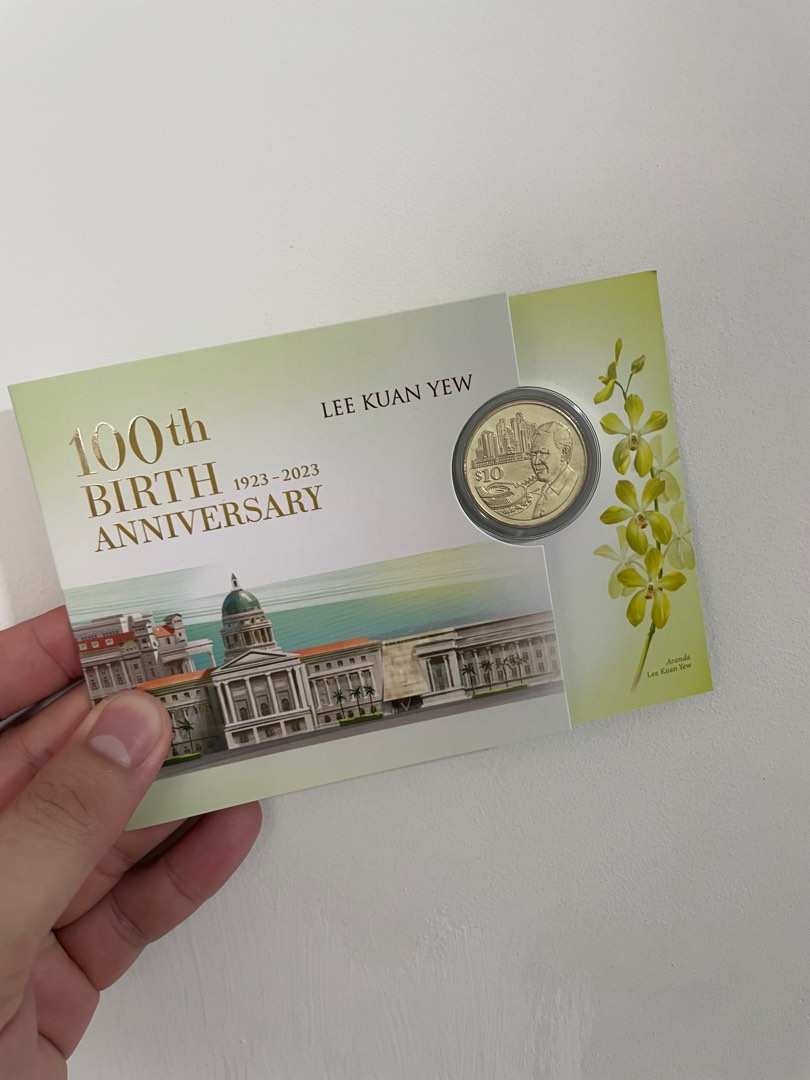 100th
BIRTH 1923–2023
ANNIVERSARY
LEE KUAN YEW
$10
Aranda
Lee Kuan Yew